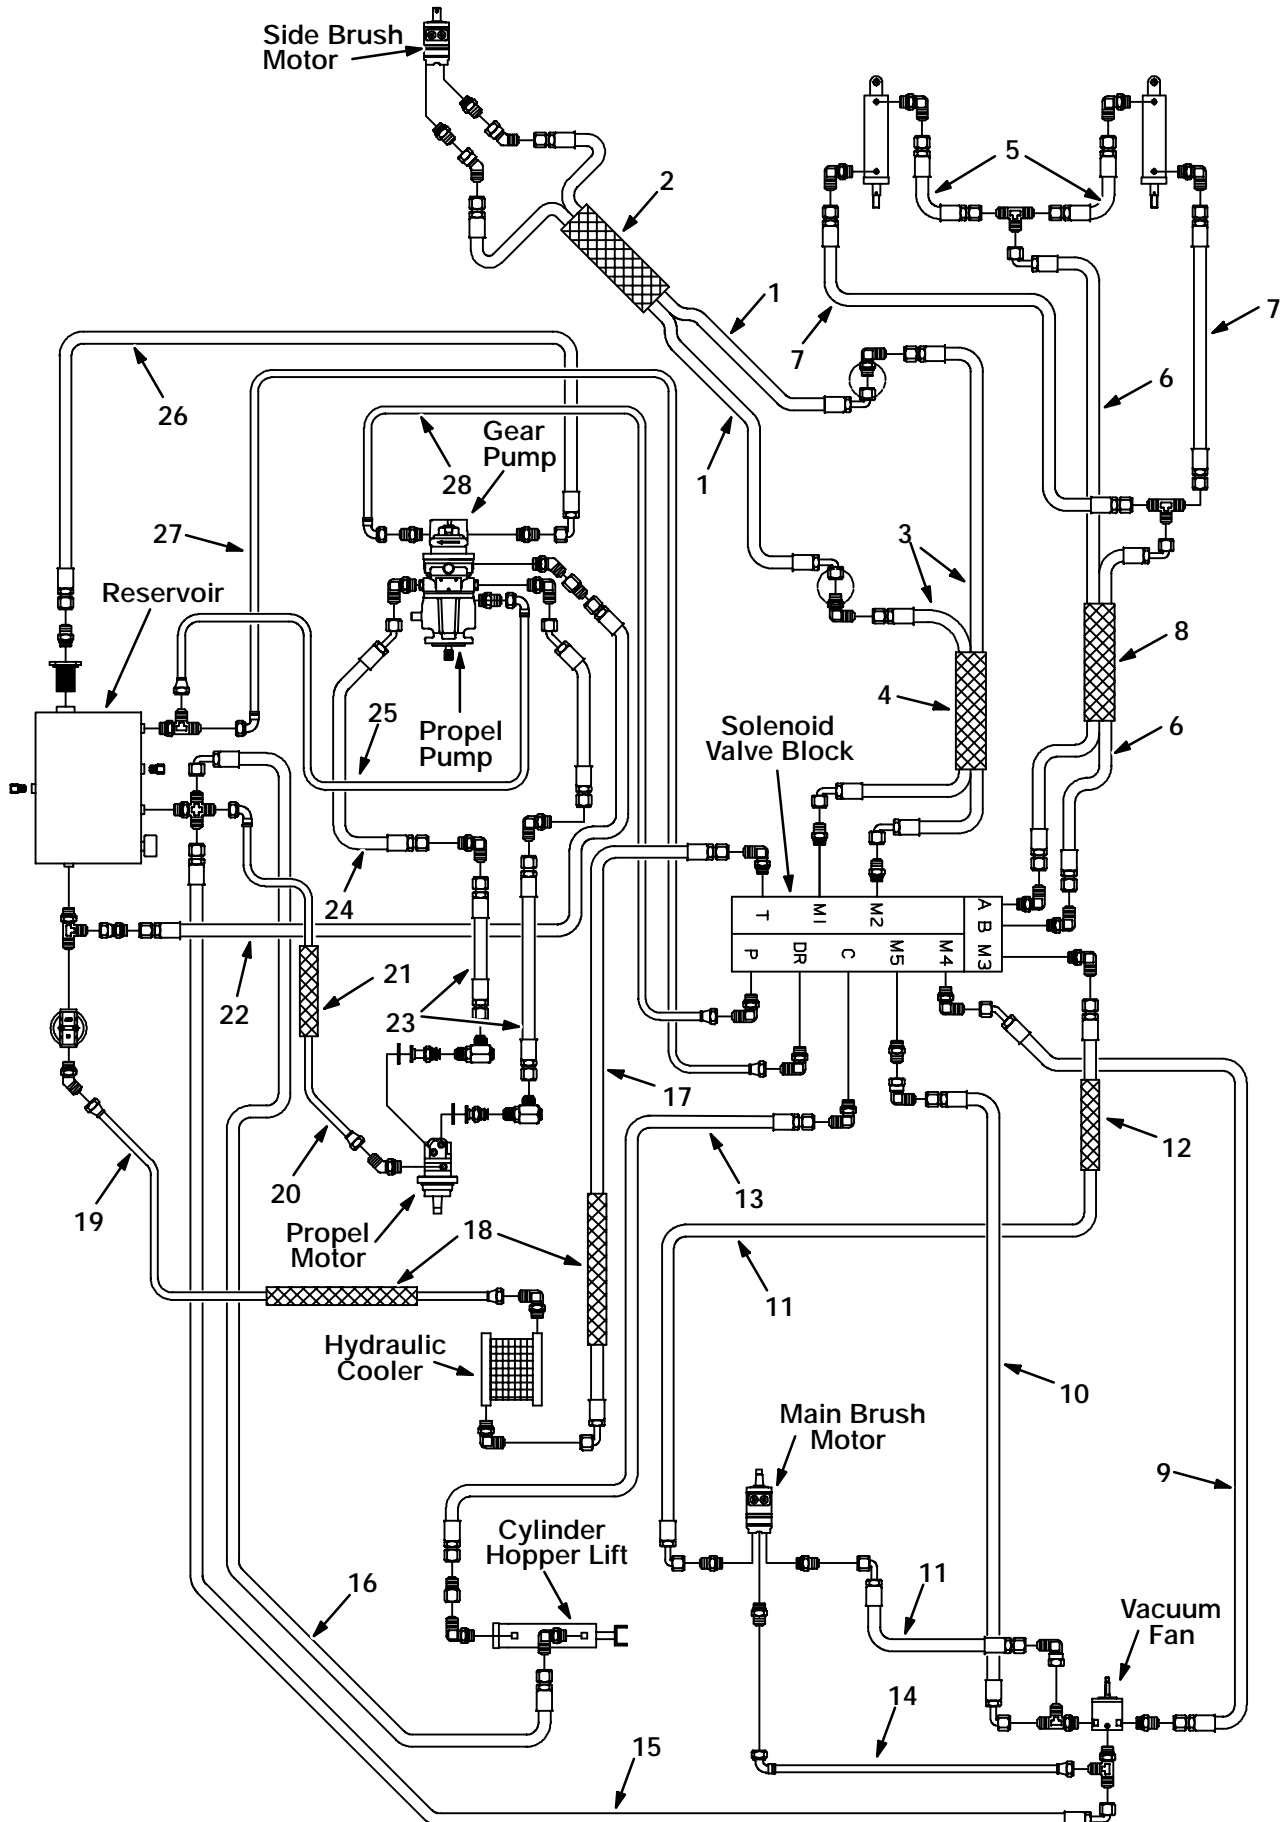 Side Brush
Motor
2
5
1
7
7
6
26
Gear
Pump
28
1
27
3
Reservoir
8
4
25
Propel
Pump
Solenoid
Valve Block
6
24
T
M1
M2
A
B
M3
P
DR
C
M5
M4
22
21
23
17
12
19
20
13
Propel
Motor
18
11
Hydraulic
Cooler
10
Main Brush
Motor
9
Cylinder
Hopper Lift
16
11
Vacuum
Fan
14
15